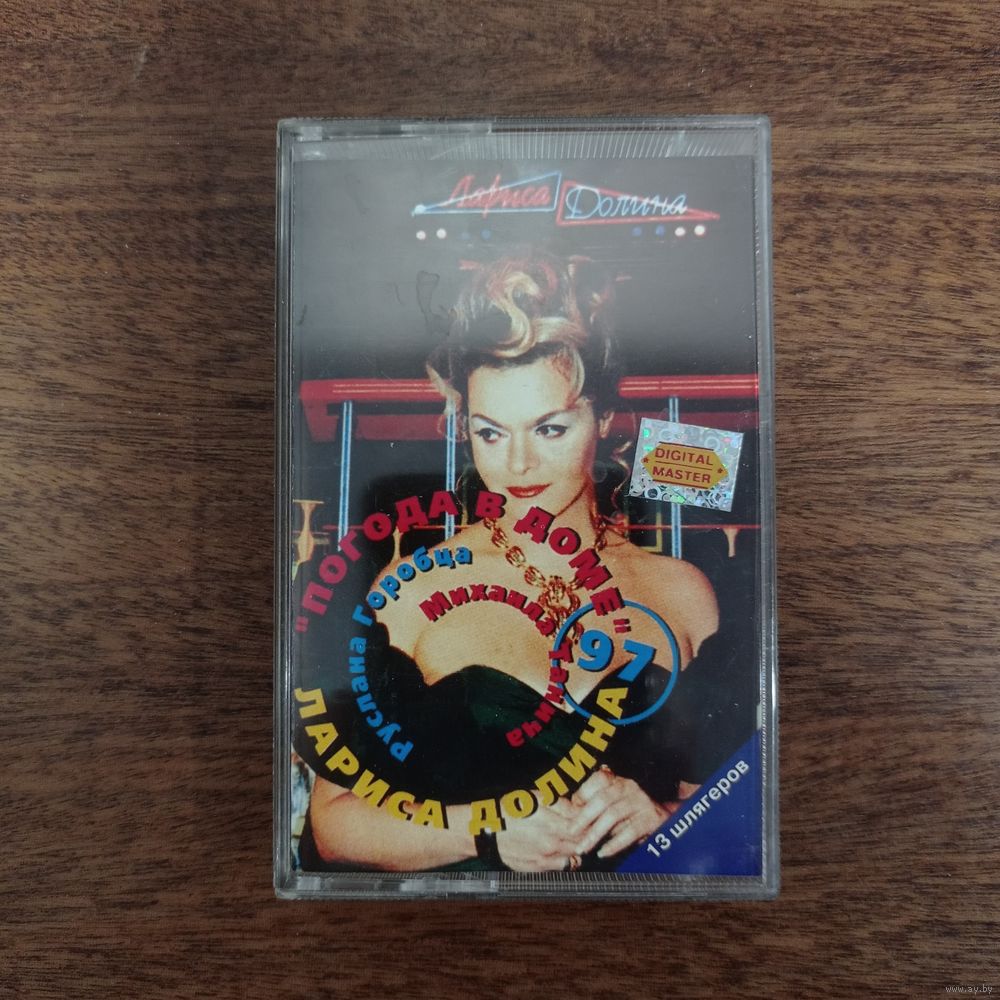 Лариса Долина
DIGITAL
MASTER
"ПОГОДА В ДОМЕ"
Руслана Горобца
Михаила Танича
97
ЛАРИСА ДОЛИНА
13 шлягеров
www.ay.by